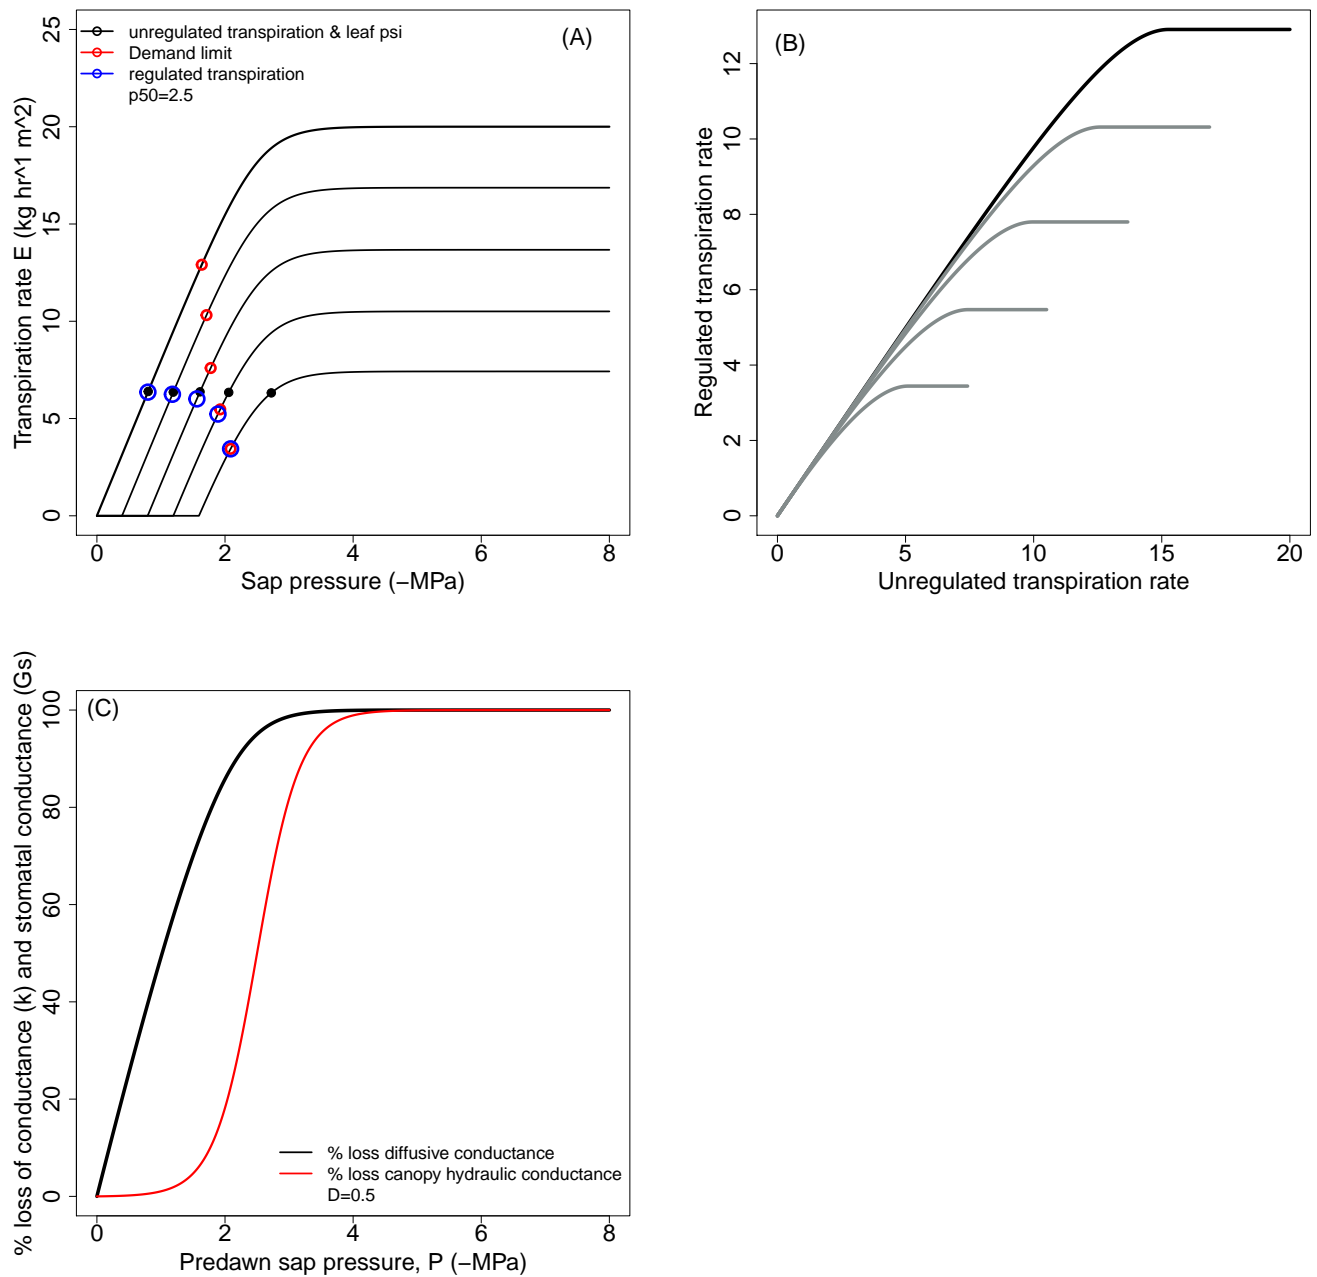 unregulated transpiration & leaf psi
Demand limit
regulated transpiration
p50=2.5
(A)
Transpiration rate E (kg hr^1 m^2)
0
5
10
15
20
25
0
2
4
6
8
Sap pressure (−MPa)
(B)
Regulated transpiration rate
0
2
4
6
8
10
12
0
5
10
15
20
Unregulated transpiration rate
(C)
% loss of conductance (k) and stomatal conductance (Gs)
0
20
40
60
80
100
% loss diffusive conductance
% loss canopy hydraulic conductance
D=0.5
0
2
4
6
8
Predawn sap pressure, P (−MPa)